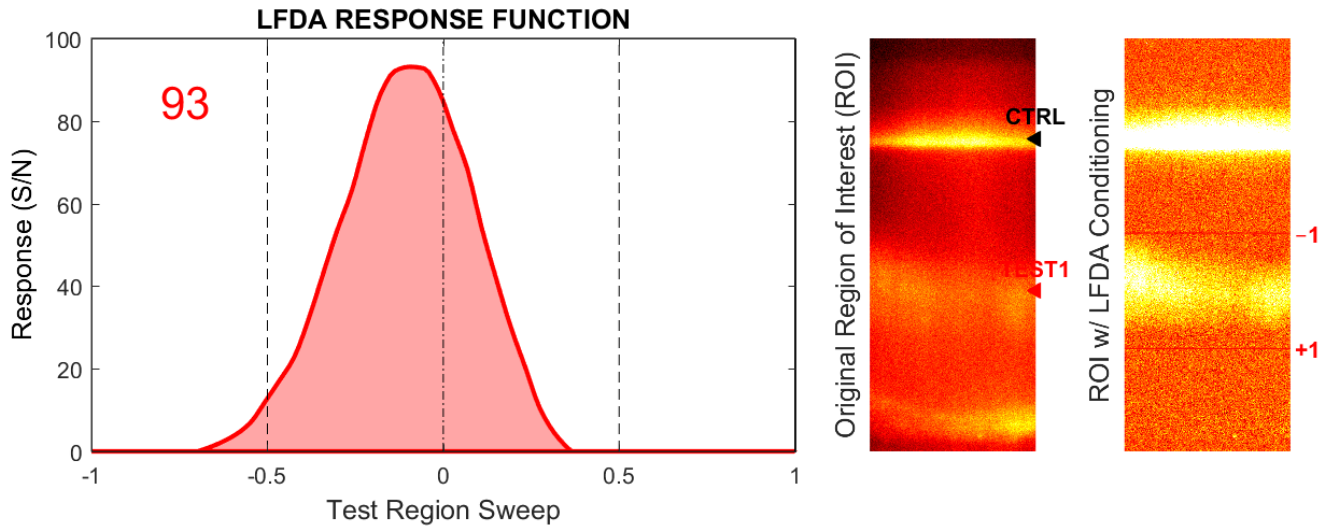 LFDA RESPONSE FUNCTION
93
Response (S/N)
100
80
60
40
20
0
-1
-0.5
0
0.5
1
Test Region Sweep
Original Region of Interest (ROI)
CTRL
TEST1
ROI w/ LFDA Conditioning
−1
+1